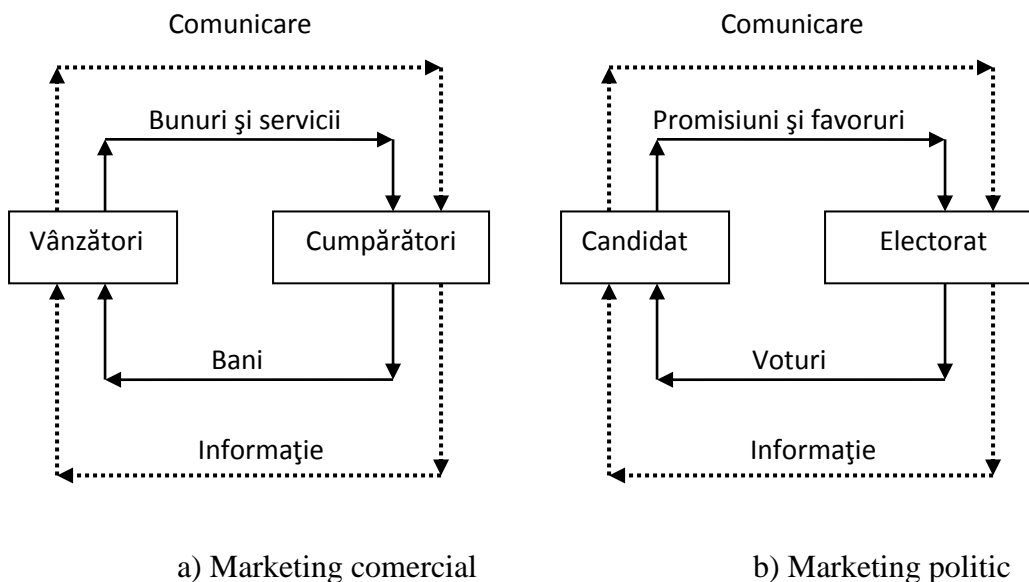 Comunicare
Bunuri şi servicii
Vânzători
Cumpărători
Bani
Informaţie
a) Marketing comercial
Comunicare
Promisiuni şi favoruri
Candidat
Electorat
Voturi
Informaţie
b) Marketing politic